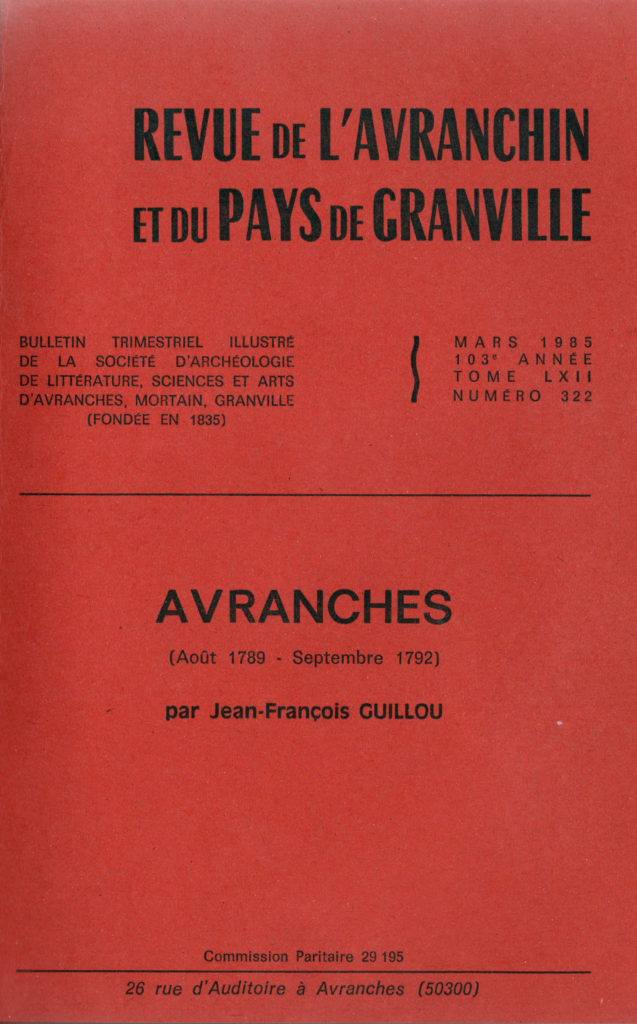 REVUE DE L'AVRANCHIN
ET DU PAYS DE GRANVILLE
BULLETIN TRIMESTRIEL ILLUSTRÉ
DE LA SOCIÉTÉ D'ARCHÉOLOGIE
DE LITTÉRATURE, SCIENCES ET ARTS
D'AVRANCHES, MORTAIN, GRANVILLE
(FONDÉE EN 1835)
MARS 1985
103e ANNÉE
TOME LXII
NUMÉRO 322
AVRANCHES
(Août 1789 - Septembre 1792)
par Jean-François GUILLOU
Commission Paritaire 29 195
26 rue d'Auditoire à Avranches (50300)